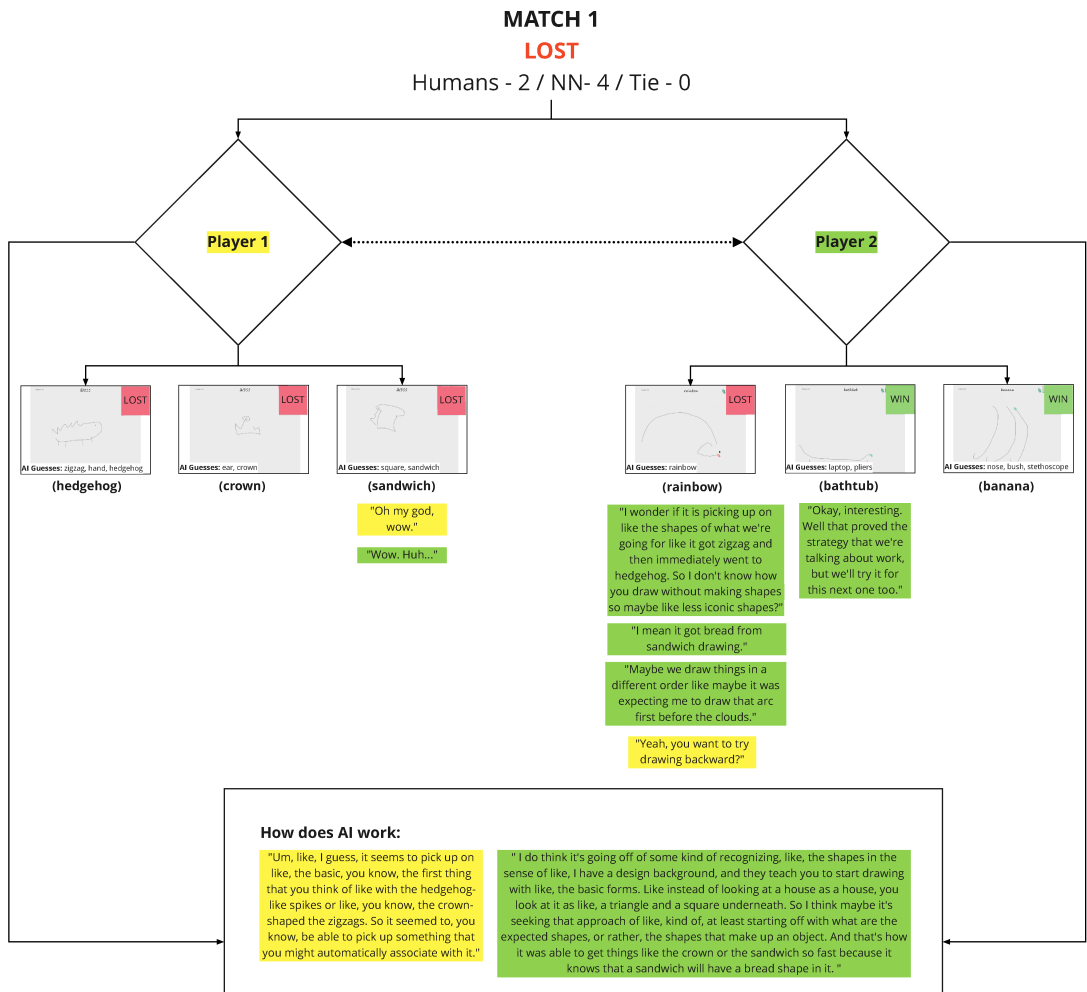 MATCH 1
LOST
Humans - 2 / NN- 4 / Tie - 0
Player 1
Player 2
LOST
AI Guesses: zigzag, hand, hedgehog
(hedgehog)
LOST
AI Guesses: ear, crown
(crown)
LOST
AI Guesses: square, sandwich
(sandwich)
"Oh my god,
wow."
"Wow. Huh..."
rainbow
LOST
AI Guesses: rainbow
(rainbow)
"I wonder if it is picking up on
like the shapes of what we're
going for like it got zigzag and
then immediately went to
hedgehog. So I don't know how
you draw without making shapes
so maybe like less iconic shapes?"
"I mean it got bread from
sandwich drawing."
"Maybe we draw things in a
different order like maybe it was
expecting me to draw that arc
first before the clouds."
"Yeah, you want to try
drawing backward?"
bathtub
WIN
AI Guesses: laptop, pliers
(bathtub)
"Okay, interesting.
Well that proved the
strategy that we're
talking about work,
but we'll try it for
this next one too."
banana
WIN
AI Guesses: nose, bush, stethoscope
(banana)
How does AI work:
"Um, like, I guess, it seems to pick up on
like, the basic, you know, the first thing
that you think of like with the hedgehog-
like spikes or like, you know, the crown-
shaped the zigzags. So it seemed to, you
know, be able to pick up something that
you might automatically associate with it."
" I do think it's going off of some kind of recognizing, like, the shapes in the
sense of like, I have a design background, and they teach you to start drawing
with like, the basic forms. Like instead of looking at a house as a house, you
look at it as like, a triangle and a square underneath. So I think maybe it's
seeking that approach of like, kind of, at least starting off with what are the
expected shapes, or rather, the shapes that make up an object. And that's how
it was able to get things like the crown or the sandwich so fast because it
knows that a sandwich will have a bread shape in it. "